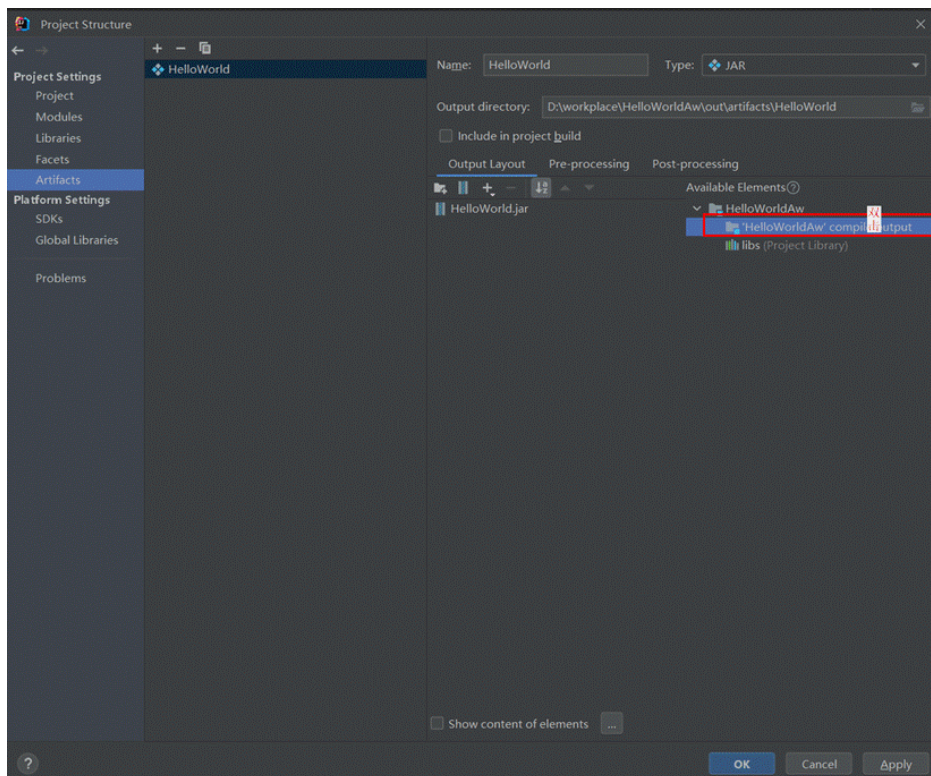 Project Structure
Project Settings
Project
Modules
Libraries
Facets
Artifacts
Platform Settings
SDKs
Global Libraries
Problems
HelloWorld
Name: HelloWorld Type: JAR
Output directory: D:\workplace\HelloWorldAw\out\artifacts\HelloWorld
Include in project build
Output Layout Pre-processing Post-processing
Available Elements
HelloWorld.jar
HelloWorldAw
双击
'HelloWorldAw' compile output
libs (Project Library)
Show content of elements ...
? OK Cancel Apply